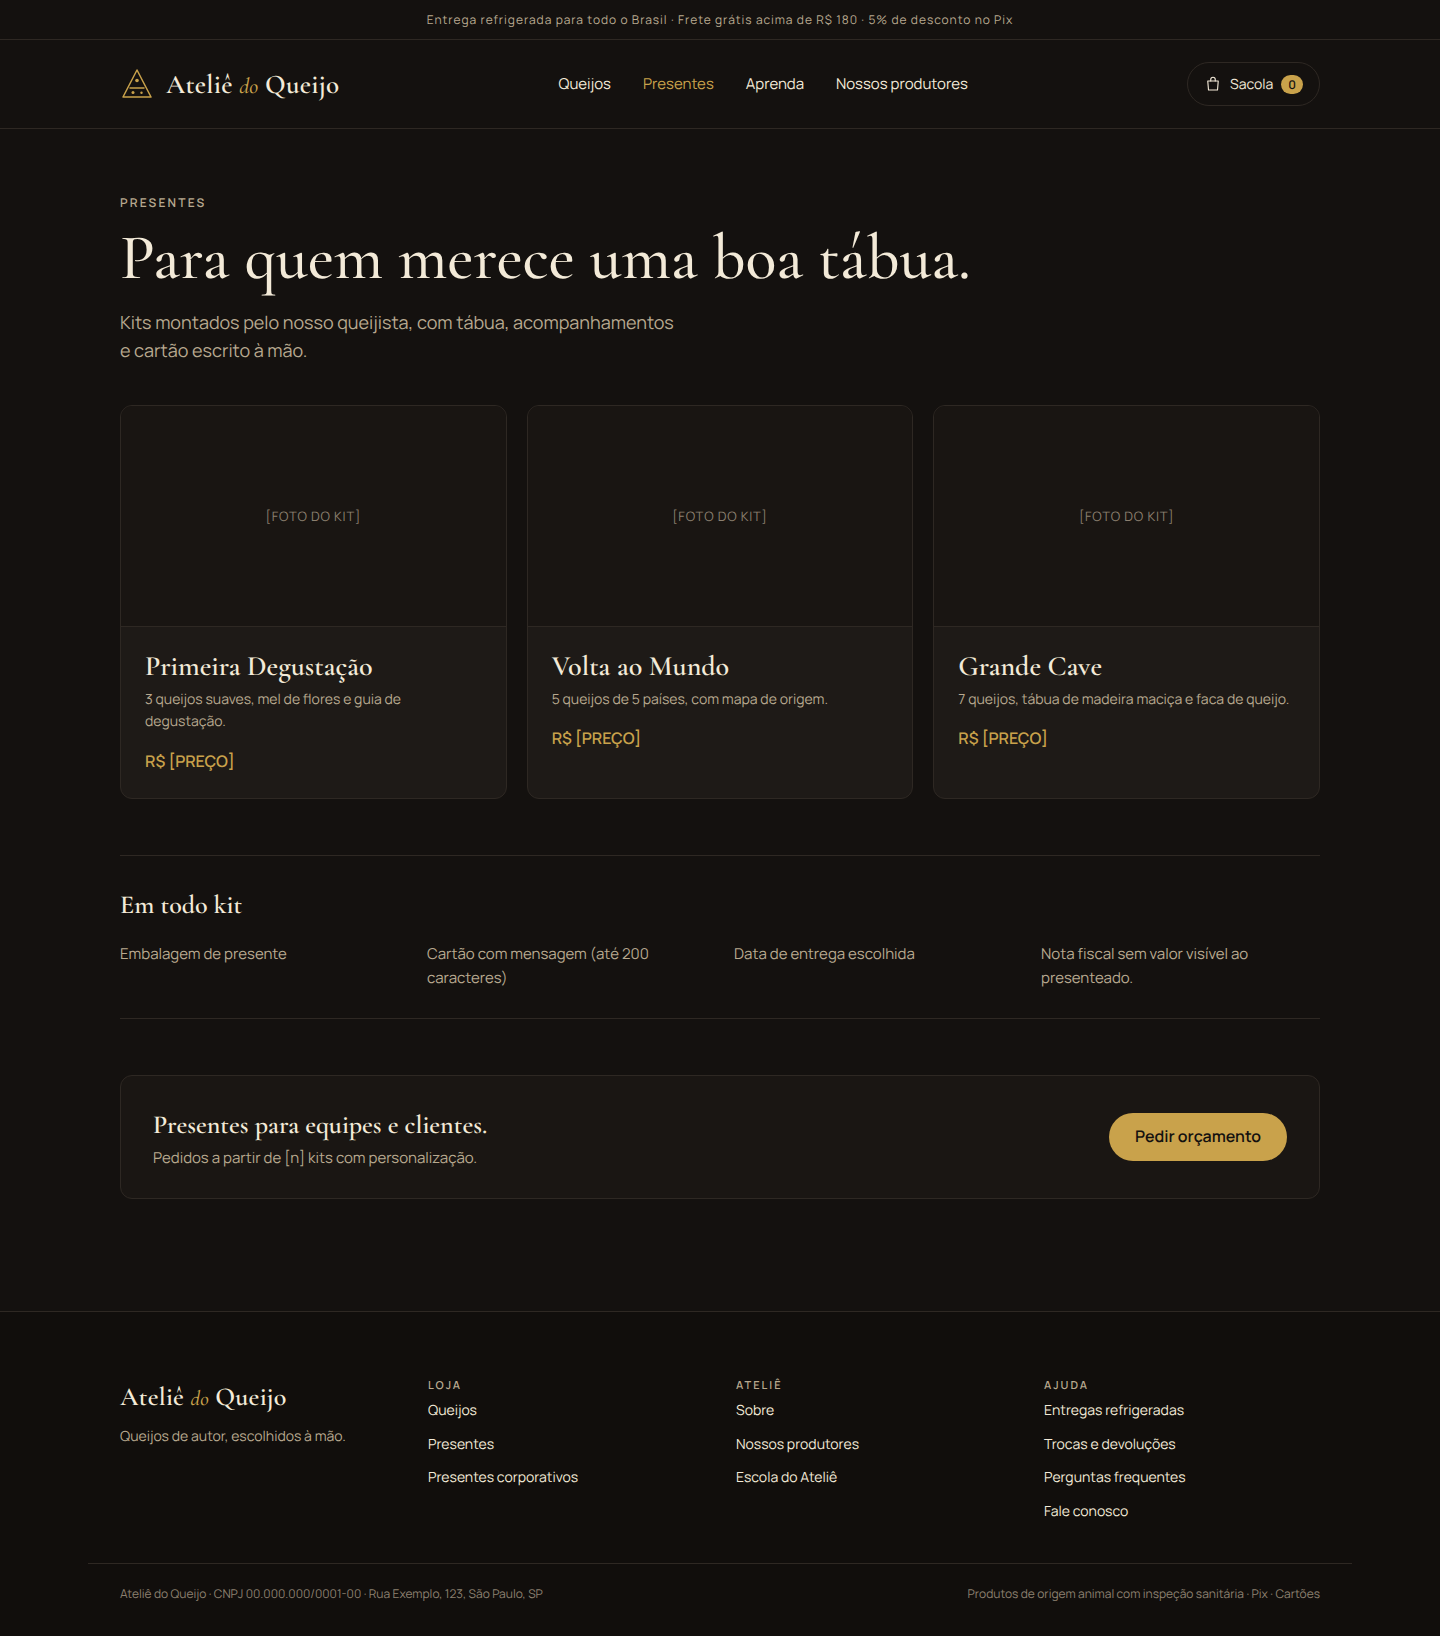 Entrega refrigerada para todo o Brasil · Frete grátis acima de R$ 180 · 5% de desconto no Pix
Ateliê do Queijo
Queijos
Presentes
Aprenda
Nossos produtores
Sacola
0
PRESENTES
Para quem merece uma boa tábua.
Kits montados pelo nosso queijista, com tábua, acompanhamentos
e cartão escrito à mão.
[FOTO DO KIT]
Primeira Degustação
3 queijos suaves, mel de flores e guia de
degustação.
R$ [PREÇO]
[FOTO DO KIT]
Volta ao Mundo
5 queijos de 5 países, com mapa de origem.
R$ [PREÇO]
[FOTO DO KIT]
Grande Cave
7 queijos, tábua de madeira maciça e faca de queijo.
R$ [PREÇO]
Em todo kit
Embalagem de presente
Cartão com mensagem (até 200
caracteres)
Data de entrega escolhida
Nota fiscal sem valor visível ao
presenteado.
Presentes para equipes e clientes.
Pedidos a partir de [n] kits com personalização.
Pedir orçamento
Ateliê do Queijo
Queijos de autor, escolhidos à mão.
LOJA
Queijos
Presentes
Presentes corporativos
ATELIÊ
Sobre
Nossos produtores
Escola do Ateliê
AJUDA
Entregas refrigeradas
Trocas e devoluções
Perguntas frequentes
Fale conosco
Ateliê do Queijo · CNPJ 00.000.000/0001-00 · Rua Exemplo, 123, São Paulo, SP
Produtos de origem animal com inspeção sanitária · Pix · Cartões